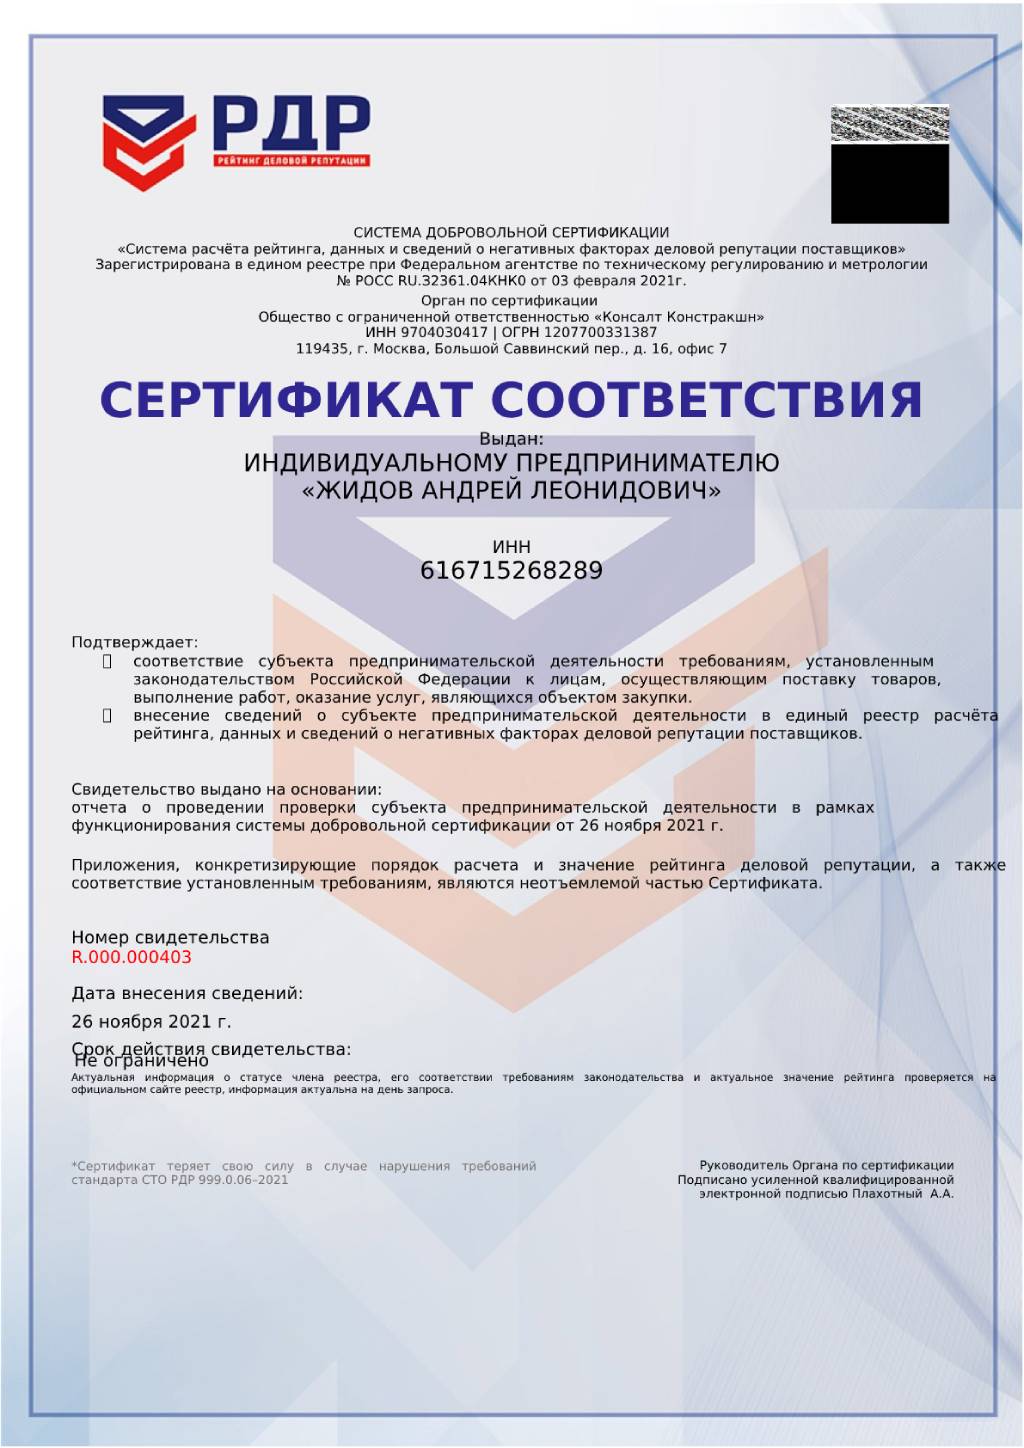 РДР
РЕЙТИНГ ДЕЛОВОЙ РЕПУТАЦИИ
СИСТЕМА ДОБРОВОЛЬНОЙ СЕРТИФИКАЦИИ
«Система расчёта рейтинга, данных и сведений о негативных факторах деловой репутации поставщиков»
Зарегистрирована в едином реестре при Федеральном агентстве по техническому регулированию и метрологии
№ РОСС RU.32361.04КНК0 от 03 февраля 2021г.
Орган по сертификации
Общество с ограниченной ответственностью «Консалт Констракшн»
ИНН 9704030417 | ОГРН 1207700331387
119435, г. Москва, Большой Саввинский пер., д. 16, офис 7
СЕРТИФИКАТ СООТВЕТСТВИЯ
Выдан:
ИНДИВИДУАЛЬНОМУ ПРЕДПРИНИМАТЕЛЮ
«ЖИДОВ АНДРЕЙ ЛЕОНИДОВИЧ»
ИНН
616715268289
Подтверждает:
соответствие субъекта предпринимательской деятельности требованиям, установленным
законодательством Российской Федерации к лицам, осуществляющим поставку товаров,
выполнение работ, оказание услуг, являющихся объектом закупки.
внесение сведений о субъекте предпринимательской деятельности в единый реестр расчёта
рейтинга, данных и сведений о негативных факторах деловой репутации поставщиков.
Свидетельство выдано на основании:
отчета о проведении проверки субъекта предпринимательской деятельности в рамках
функционирования системы добровольной сертификации от 26 ноября 2021 г.
Приложения, конкретизирующие порядок расчета и значение рейтинга деловой репутации, а также
соответствие установленным требованиям, являются неотъемлемой частью Сертификата.
Номер свидетельства
R.000.000403
Дата внесения сведений:
26 ноября 2021 г.
Срок действия свидетельства:
Не ограничено
Актуальная информация о статусе члена реестра, его соответствии требованиям законодательства и актуальное значение рейтинга проверяется на
официальном сайте реестр, информация актуальна на день запроса.
*Сертификат теряет свою силу в случае нарушения требований
стандарта СТО РДР 999.0.06–2021
Руководитель Органа по сертификации
Подписано усиленной квалифицированной
электронной подписью Плахотный А.А.